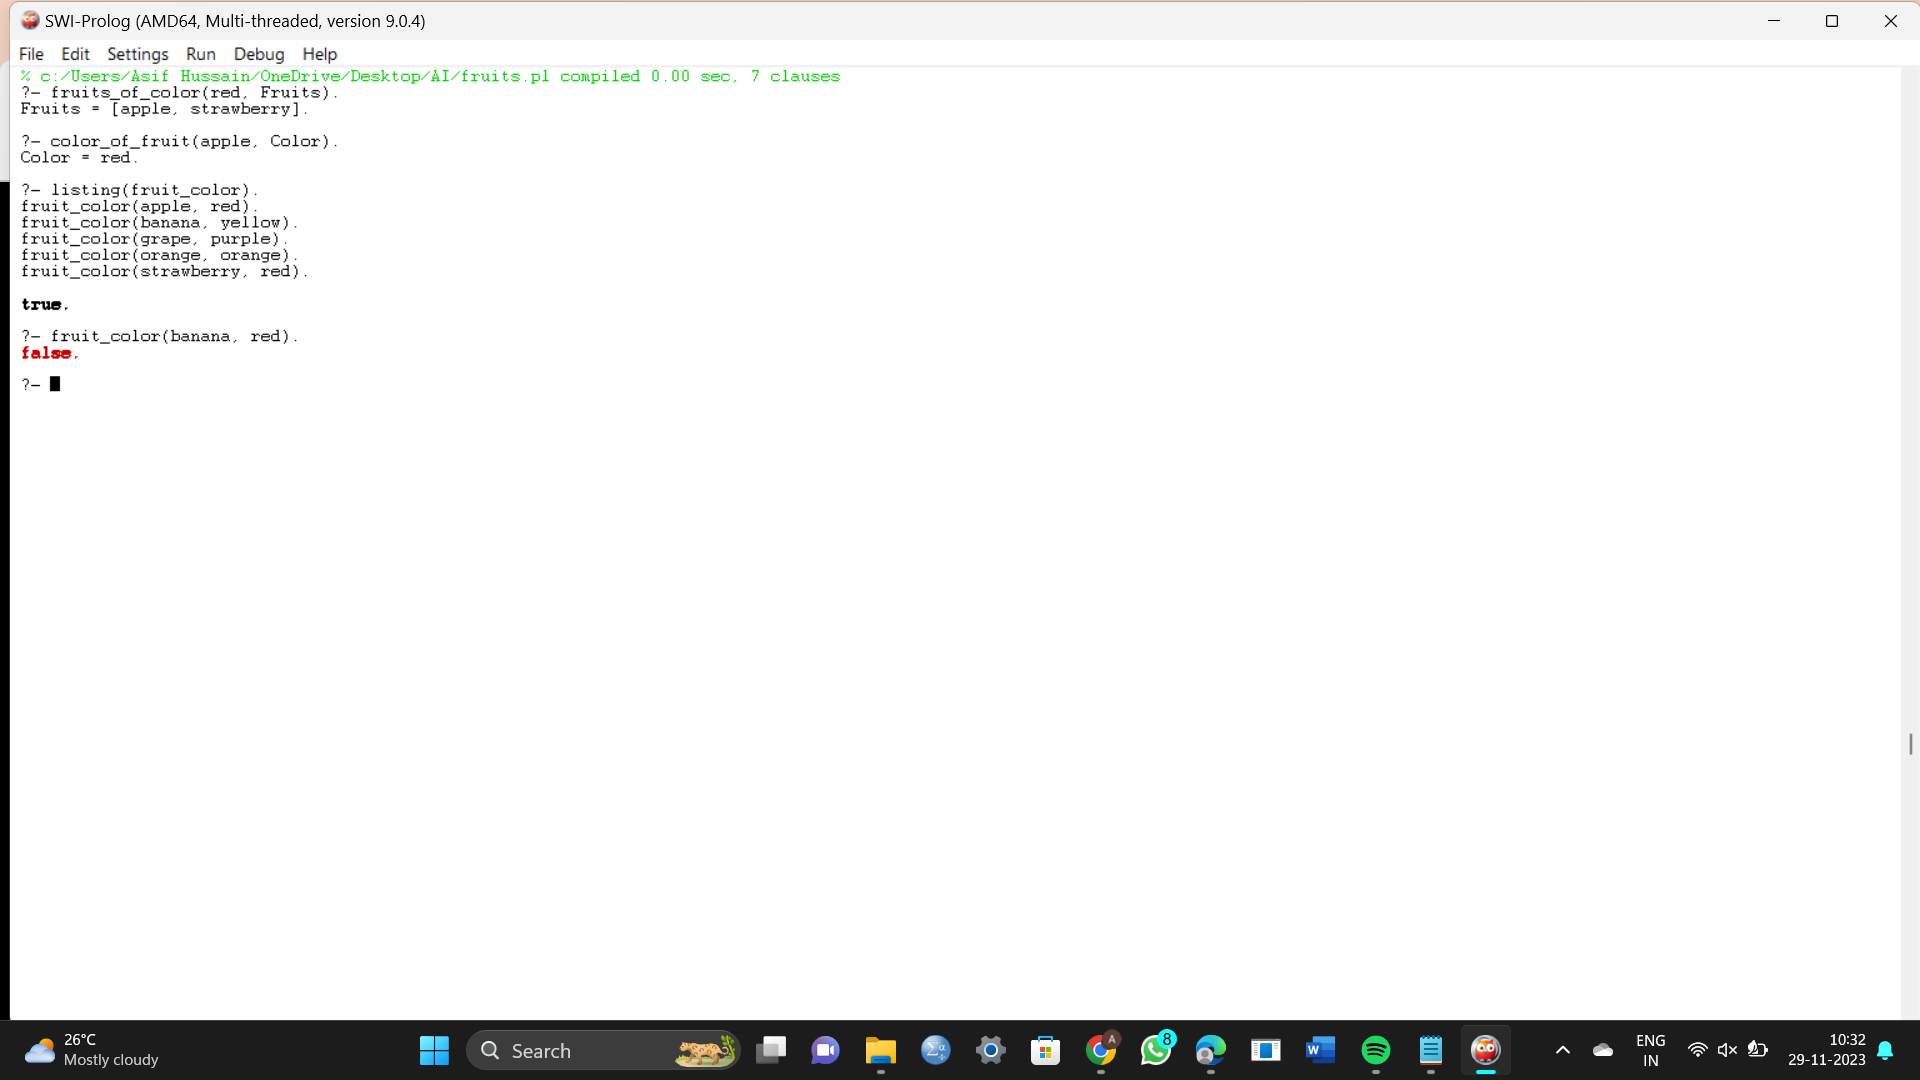 SWI-Prolog (AMD64, Multi-threaded, version 9.0.4)
File Edit Settings Run Debug Help
% c:/Users/Asif Hussain/OneDrive/Desktop/AI/fruits.pl compiled 0.00 sec, 7 clauses
?- fruits_of_color(red, Fruits).
Fruits = [apple, strawberry].
?- color_of_fruit(apple, Color).
Color = red.
?- listing(fruit_color).
fruit_color(apple, red).
fruit_color(banana, yellow).
fruit_color(grape, purple).
fruit_color(orange, orange).
fruit_color(strawberry, red).
true.
?- fruit_color(banana, red).
false.
?-
26°C
Mostly cloudy
Search
A
8
W
ENG
IN
10:32
29-11-2023